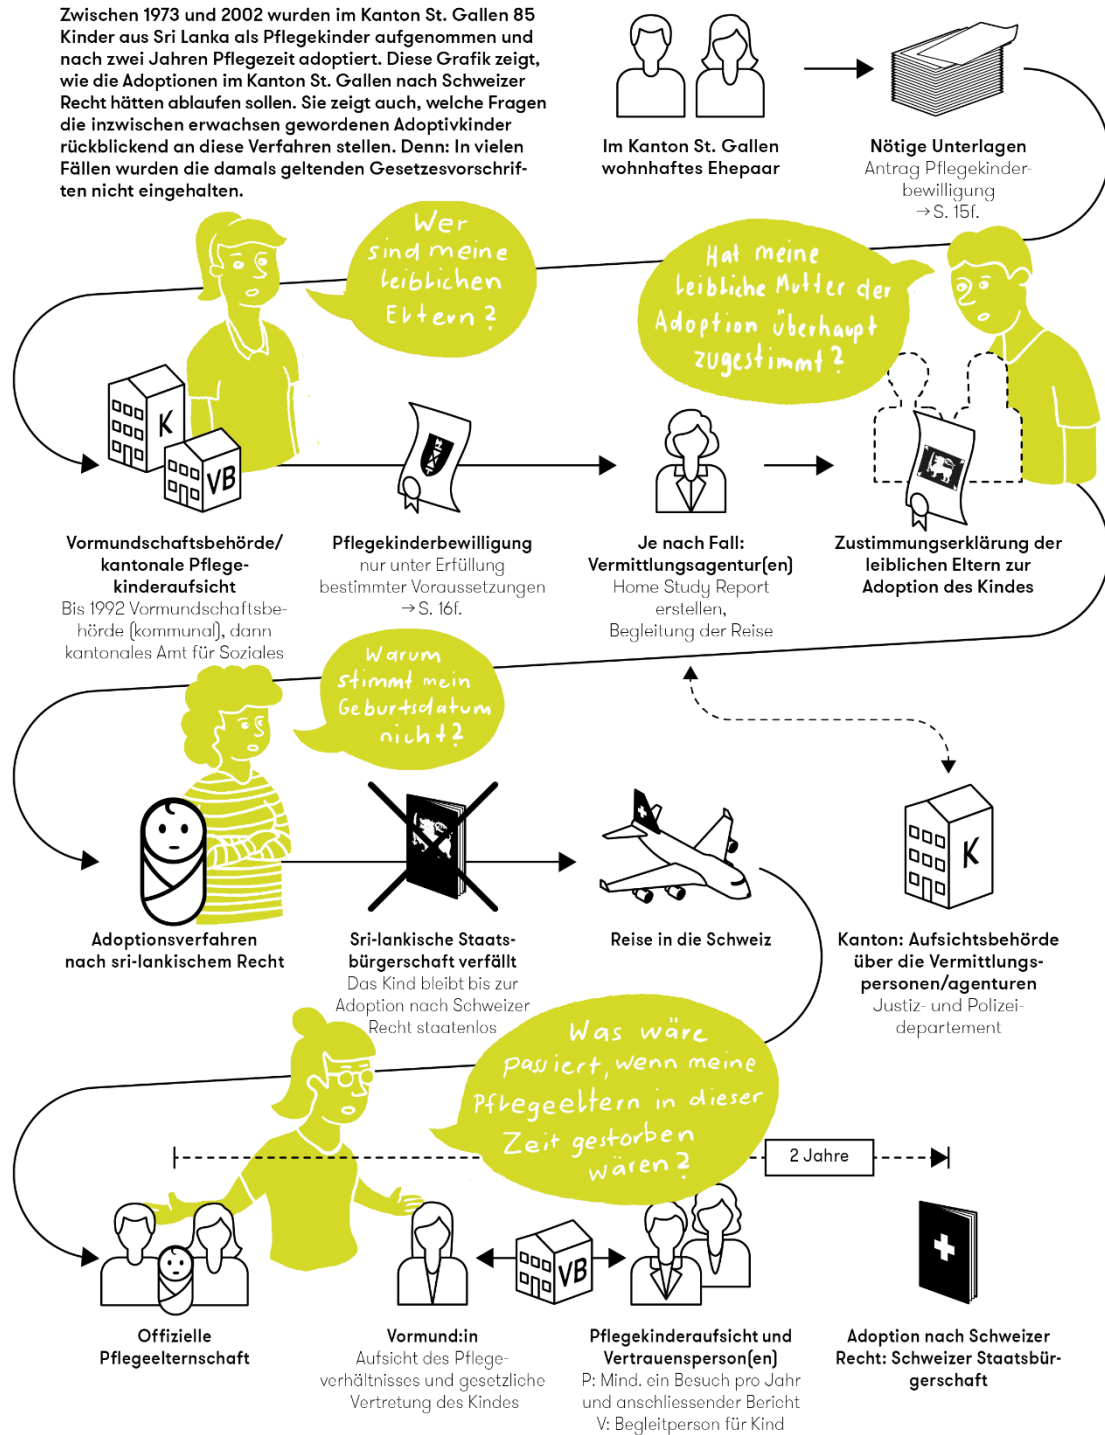 Zwischen 1973 und 2002 wurden im Kanton St. Gallen 85
Kinder aus Sri Lanka als Pflegekinder aufgenommen und
nach zwei Jahren Pflegezeit adoptiert. Diese Grafik zeigt,
wie die Adoptionen im Kanton St. Gallen nach Schweizer
Recht hätten ablaufen sollen. Sie zeigt auch, welche Fragen
die inzwischen erwachsen gewordenen Adoptivkinder
rückblickend an diese Verfahren stellen. Denn: In vielen
Fällen wurden die damals geltenden Gesetzesvorschrif-
ten nicht eingehalten.
Im Kanton St. Gallen
wohnhaftes Ehepaar
Nötige Unterlagen
Antrag Pflegekinder-
bewilligung
→ S. 15f.
Wer
sind meine
leiblichen
Eltern?
Hat meine
leibliche Mutter der
Adoption überhaupt
zugestimmt?
K
VB
Vormundschaftsbehörde/
kantonale Pflege-
kinderaufsicht
Bis 1992 Vormundschaftsbe-
hörde (kommunal), dann
kantonales Amt für Soziales
Pflegekinderbewilligung
nur unter Erfüllung
bestimmter Voraussetzungen
→ S. 16f.
Je nach Fall:
Vermittlungsagentur(en)
Home Study Report
erstellen,
Begleitung der Reise
Zustimmungserklärung der
leiblichen Eltern zur
Adoption des Kindes
Warum
stimmt mein
Geburtsdatum
nicht?
K
Adoptionsverfahren
nach sri-lankischem Recht
Sri-lankische Staats-
bürgerschaft verfällt
Das Kind bleibt bis zur
Adoption nach Schweizer
Recht staatenlos
Reise in die Schweiz
Kanton: Aufsichtsbehörde
über die Vermittlungs-
personen/agenturen
Justiz- und Polizei-
departement
Was wäre
passiert, wenn meine
Pflegeeltern in dieser
Zeit gestorben
wären?
2 Jahre
VB
Offizielle
Pflegeelternschaft
Vormund:in
Aufsicht des Pflege-
verhältnisses und gesetzliche
Vertretung des Kindes
Pflegekinderaufsicht und
Vertrauensperson(en)
P: Mind. ein Besuch pro Jahr
und anschliessender Bericht
V: Begleitperson für Kind
Adoption nach Schweizer
Recht: Schweizer Staatsbür-
gerschaft